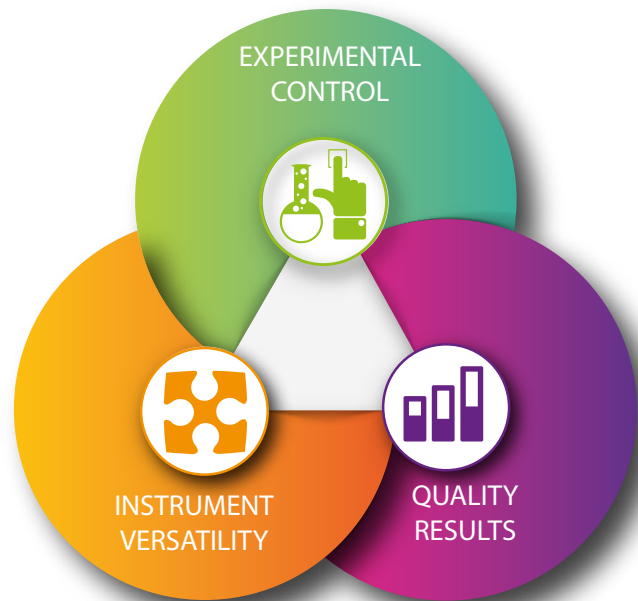 EXPERIMENTAL
CONTROL
INSTRUMENT
VERSATILITY
QUALITY
RESULTS